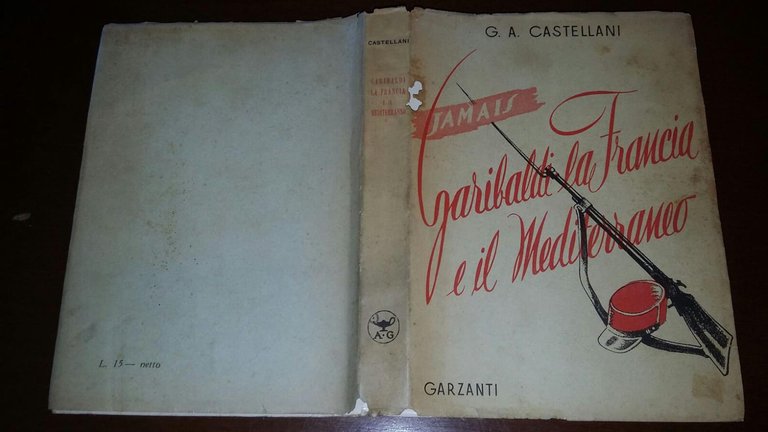 L. 15 — netto
CASTELLANI
GARIBALDI
LA FRANCIA
E IL
MEDITERRANEO
A·G
G. A. CASTELLANI
JAMAIS
Garibaldi la Francia
e il Mediterraneo
GARZANTI